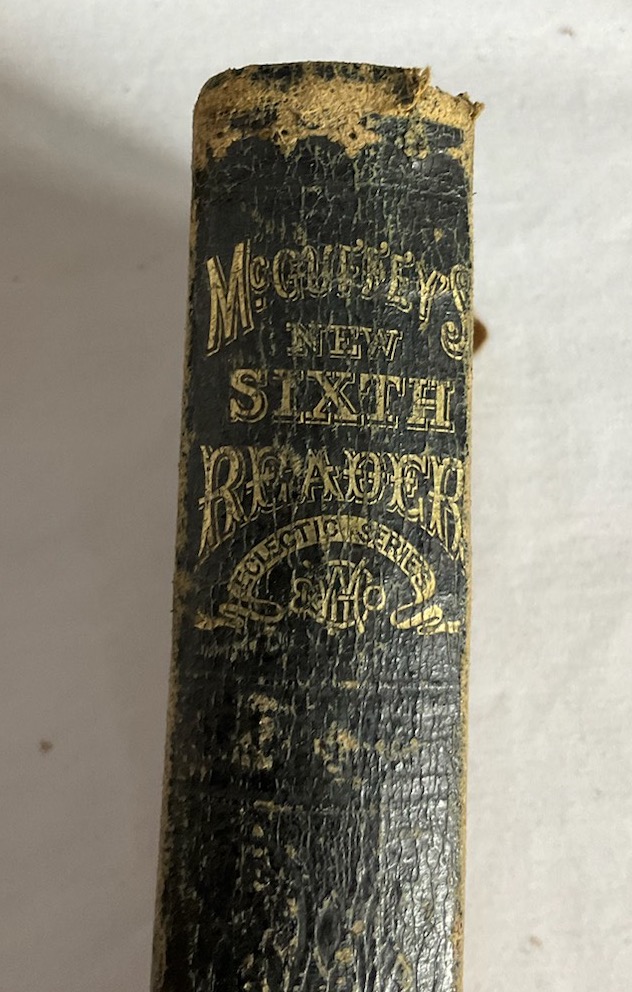 McGUFFEY'S
NEW
SIXTH
READER
ECLECTIC SERIES